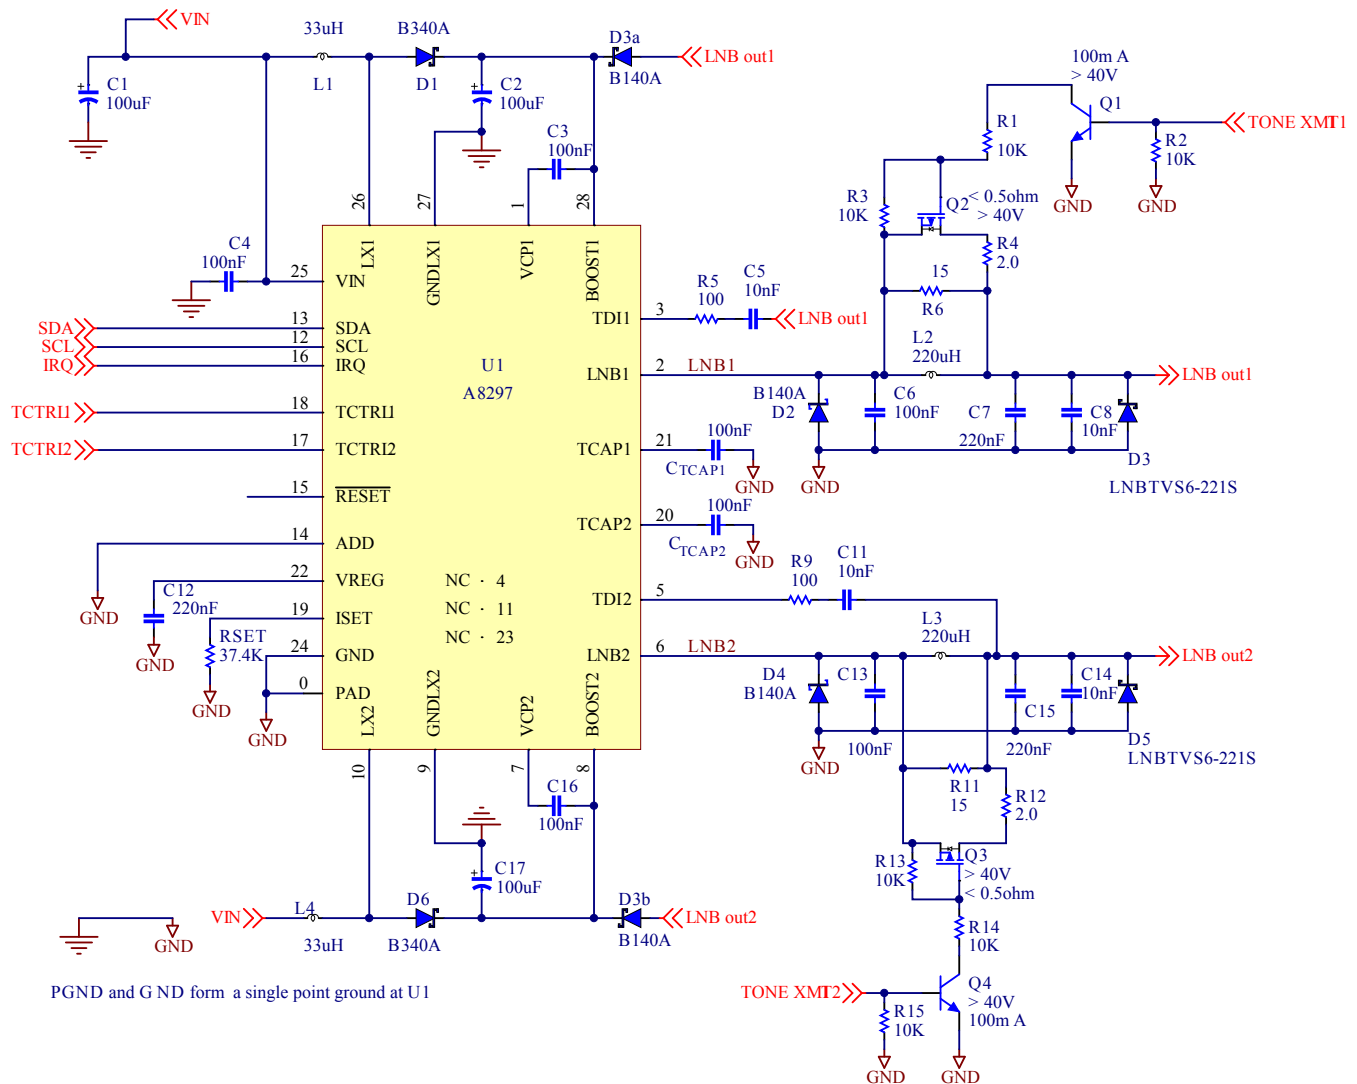 VIN
33uH
B340A
D3a
LNB out1
L1
D1
B140A
C1
100uF
C2
100uF
C3
100nF
100m A
> 40V
Q1
TONE XMT1
R1
10K
R2
10K
GND
GND
R3
10K
Q2
< 0.5ohm
> 40V
R4
2.0
15
R6
26
27
1
28
LX1
GNDLX1
VCP1
BOOST1
C4
100nF
25
VIN
SDA
13
SDA
SCL
12
SCL
IRQ
16
IRQ
TCTRL1
18
TCTRL1
TCTRL2
17
TCTRL2
15
RESET
14
ADD
GND
22
VREG
C12
220nF
GND
19
ISET
RSET
37.4K
GND
24
GND
0
PAD
GND
U1
A8297
NC · 4
NC · 11
NC · 23
TDI1
3
R5
100
C5
10nF
LNB out1
L2
220uH
LNB1
2
LNB1
LNB out1
B140A
D2
C6
100nF
C7
220nF
C8
10nF
D3
LNBTVS6-221S
GND
TCAP1
21
100nF
CTCAP1
GND
TCAP2
20
100nF
CTCAP2
GND
TDI2
5
R9
100
C11
10nF
L3
220uH
LNB2
6
LNB2
LNB out2
D4
B140A
C13
100nF
C15
220nF
C14
10nF
D5
LNBTVS6-221S
GND
R11
15
R12
2.0
R13
10K
Q3
> 40V
< 0.5ohm
R14
10K
LX2
GNDLX2
VCP2
BOOST2
10
9
7
8
C16
100nF
C17
100uF
VIN
L4
33uH
D6
B340A
D3b
B140A
LNB out2
GND
PGND and GND form a single point ground at U1
TONE XMT2
R15
10K
Q4
> 40V
100m A
GND
GND